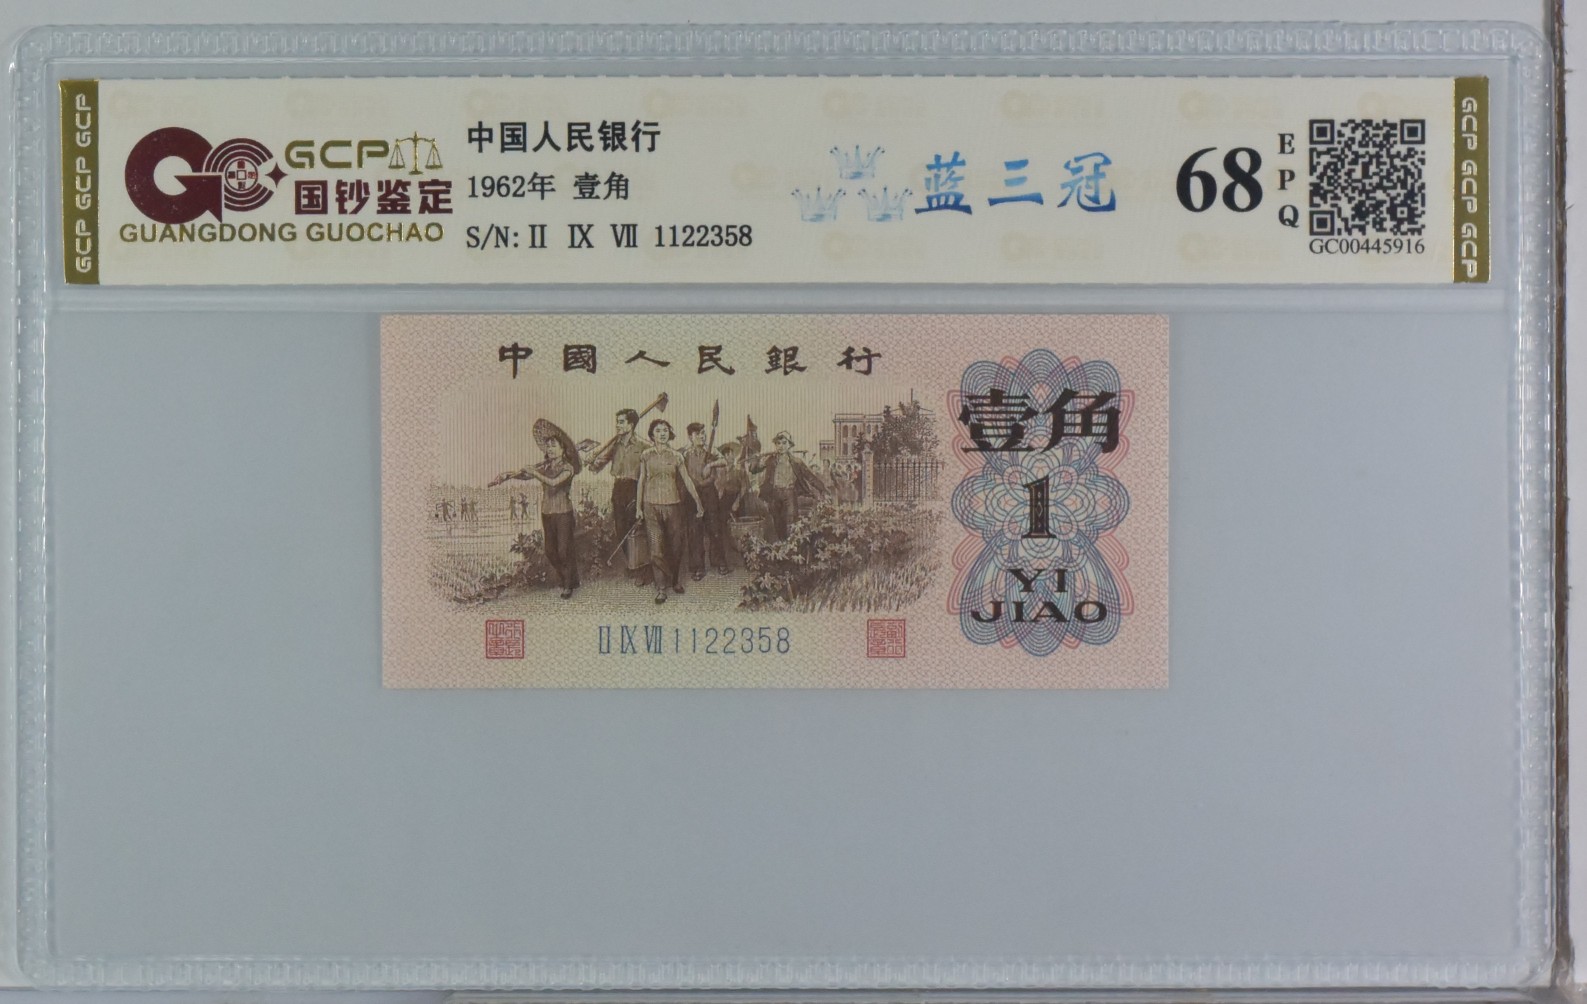 GCP GCP GCP
GCP
国钞鉴定
GUANGDONG GUOCHAO
中国人民银行
1962年 壹角
S/N: II IX VII 1122358
蓝三冠
68
EPQ
GC00445916
GCP GCP GCP
中國人民銀行
壹角
1
YI
JIAO
II IX VII 1122358